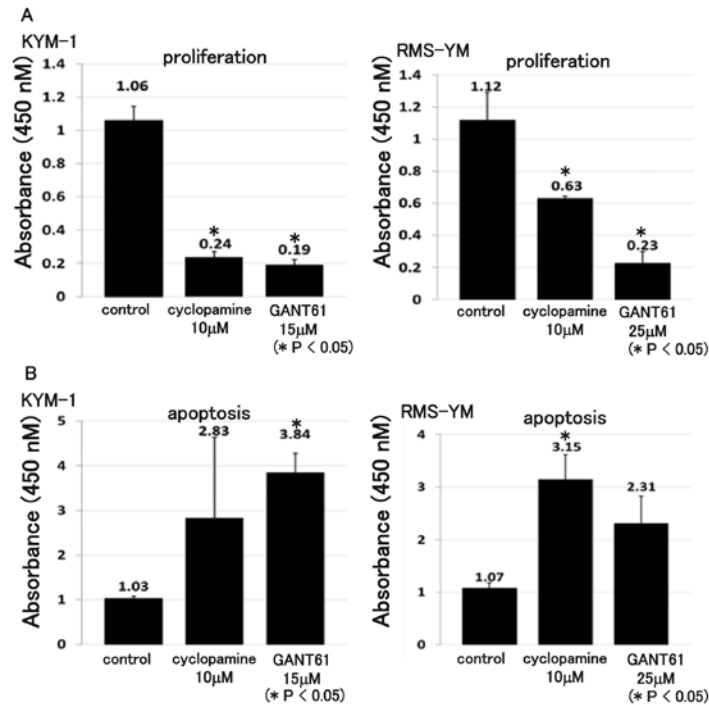 A
KYM-1
proliferation
Absorbance (450 nM)
1.4
1.2
1
0.8
0.6
0.4
0.2
0
1.06
*
0.24
*
0.19
control
cyclopamine
10μM
GANT61
15μM
(* P < 0.05)
RMS-YM
proliferation
Absorbance (450 nM)
1.4
1.2
1
0.8
0.6
0.4
0.2
0
1.12
*
0.63
*
0.23
control
cyclopamine
10μM
GANT61
25μM
(* P < 0.05)
B
KYM-1
apoptosis
Absorbance (450 nM)
5
4
3
2
1
0
1.03
2.83
*
3.84
control
cyclopamine
10μM
GANT61
15μM
(* P < 0.05)
RMS-YM
apoptosis
Absorbance (450 nM)
4
3
2
1
0
1.07
*
3.15
2.31
control
cyclopamine
10μM
GANT61
25μM
(* P < 0.05)